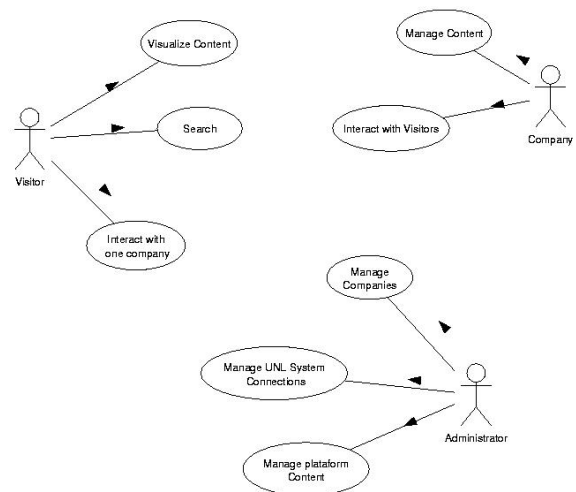 Visualize Content
Manage Content
Search
Interact with Visitors
Company
Visitor
Interact with
one company
Manage
Companies
Manage UNL System
Connections
Administrator
Manage plataform
Content